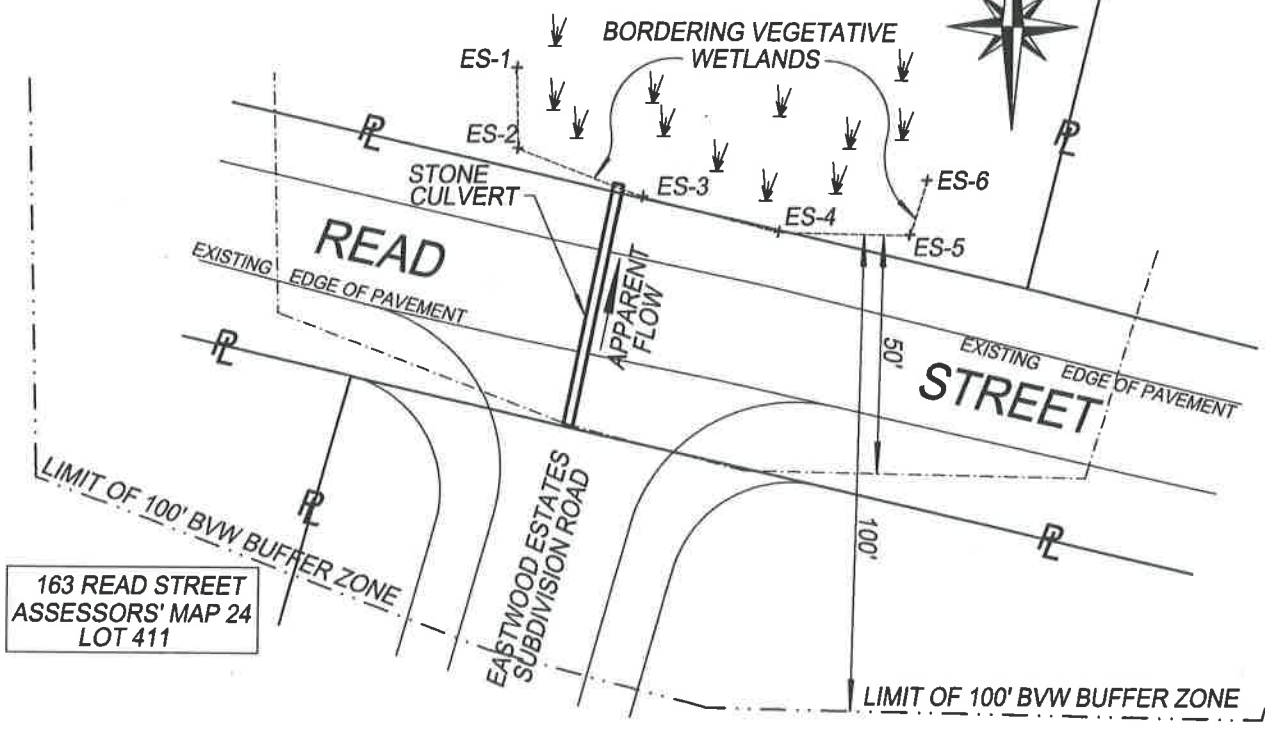 BORDERING VEGETATIVE
WETLANDS
ES-1
ES-2
ES-3
ES-4
ES-5
ES-6
PL
PL
STONE
CULVERT
READ
EXISTING EDGE OF PAVEMENT
APPARENT
FLOW
50'
EXISTING EDGE OF PAVEMENT
STREET
PL
PL
PL
100'
EASTWOOD ESTATES
SUBDIVISION ROAD
LIMIT OF 100' BVW BUFFER ZONE
163 READ STREET
ASSESSORS' MAP 24
LOT 411
LIMIT OF 100' BVW BUFFER ZONE